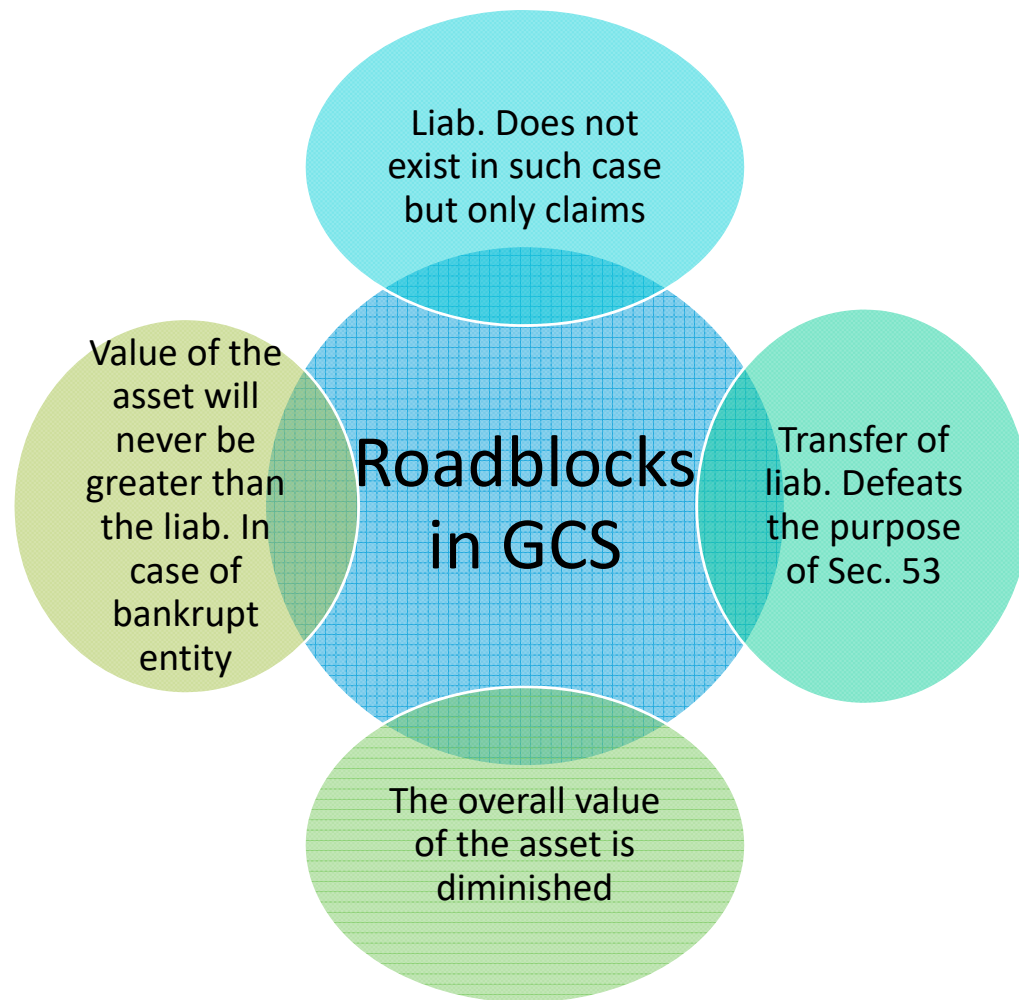 Liab. Does not
exist in such case
but only claims
Value of the
asset will
never be
greater than
the liab. In
case of
bankrupt
entity
Roadblocks
in GCS
Transfer of
liab. Defeats
the purpose
of Sec. 53
The overall value
of the asset is
diminished